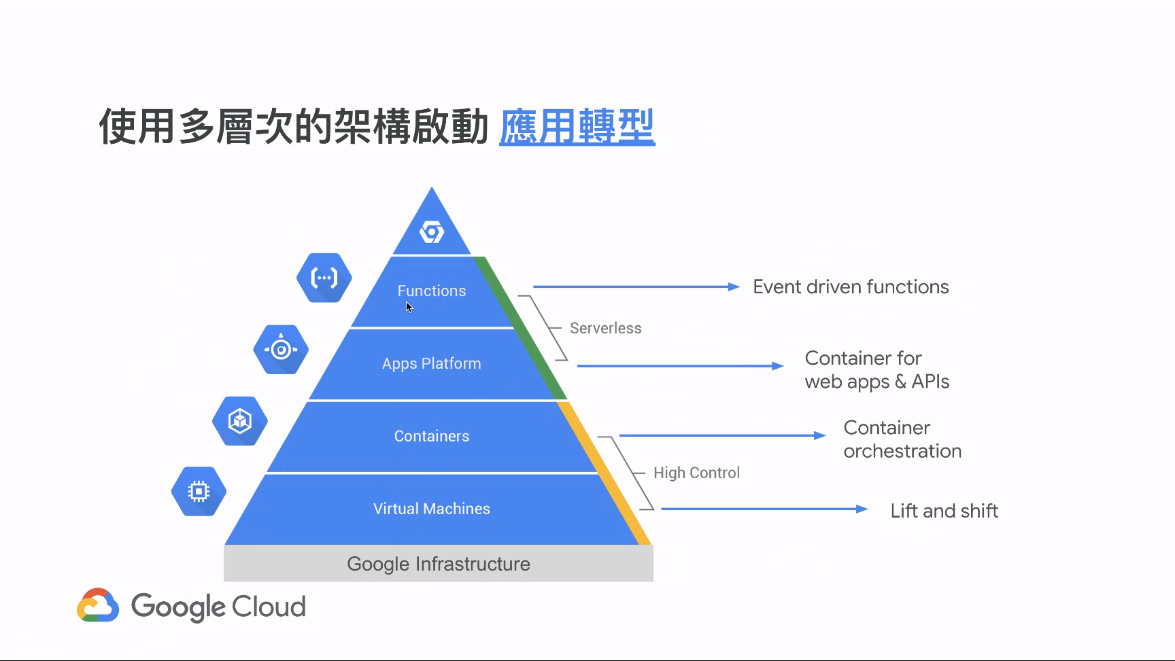 使用多層次的架構啟動 應用轉型
Functions
Event driven functions
Serverless
Apps Platform
Container for
web apps & APIs
Containers
Container
orchestration
High Control
Virtual Machines
Lift and shift
Google Infrastructure
Google Cloud